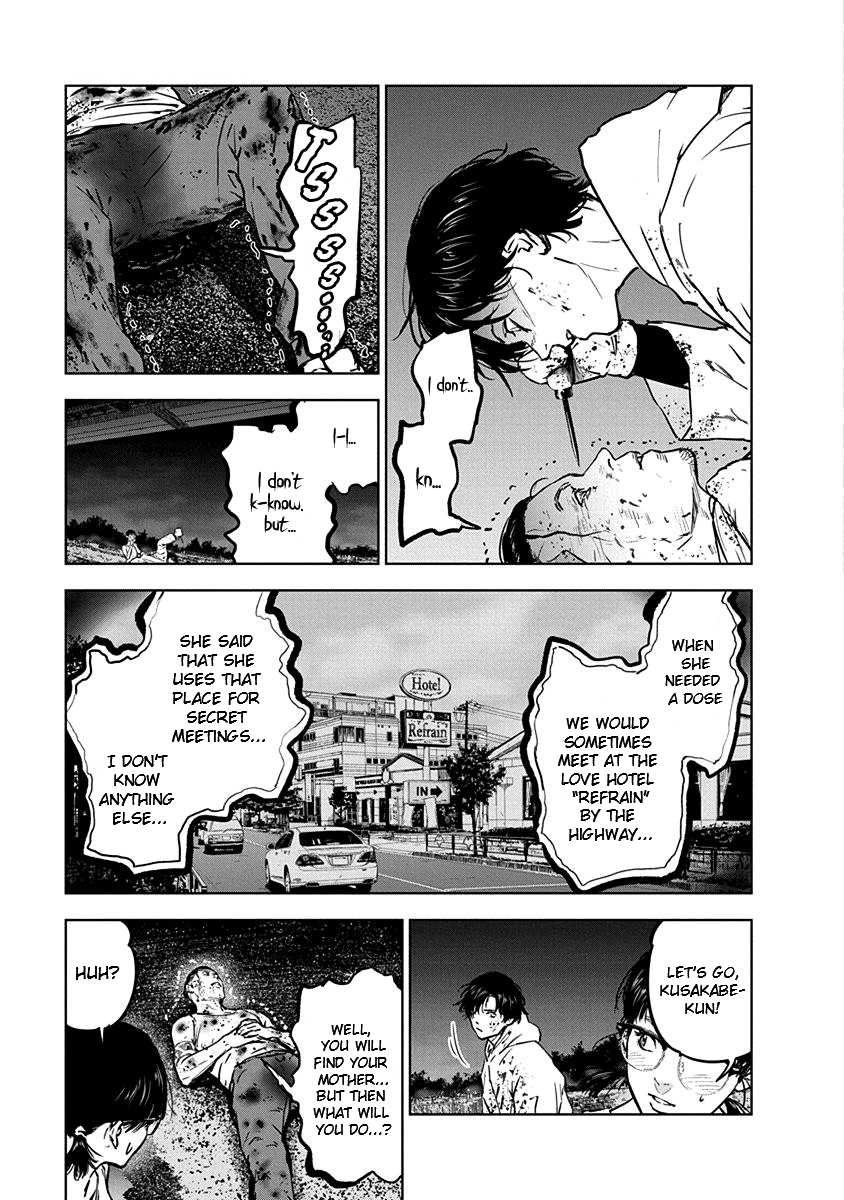 I don't..
kn...
TSSSS.....
I-I...
I don't
k-know.
but...
WHEN
SHE
NEEDED
A DOSE
WE WOULD
SOMETIMES
MEET AT THE
LOVE HOTEL
"REFRAIN"
BY THE
HIGHWAY...
Hotel
Refrain
IN
SHE SAID
THAT SHE
USES THAT
PLACE FOR
SECRET
MEETINGS...
I DON'T
KNOW
ANYTHING
ELSE...
LET'S GO,
KUSAKABE-
KUN!
WELL,
YOU WILL
FIND YOUR
MOTHER...
BUT THEN
WHAT WILL
YOU DO...?
HUH?